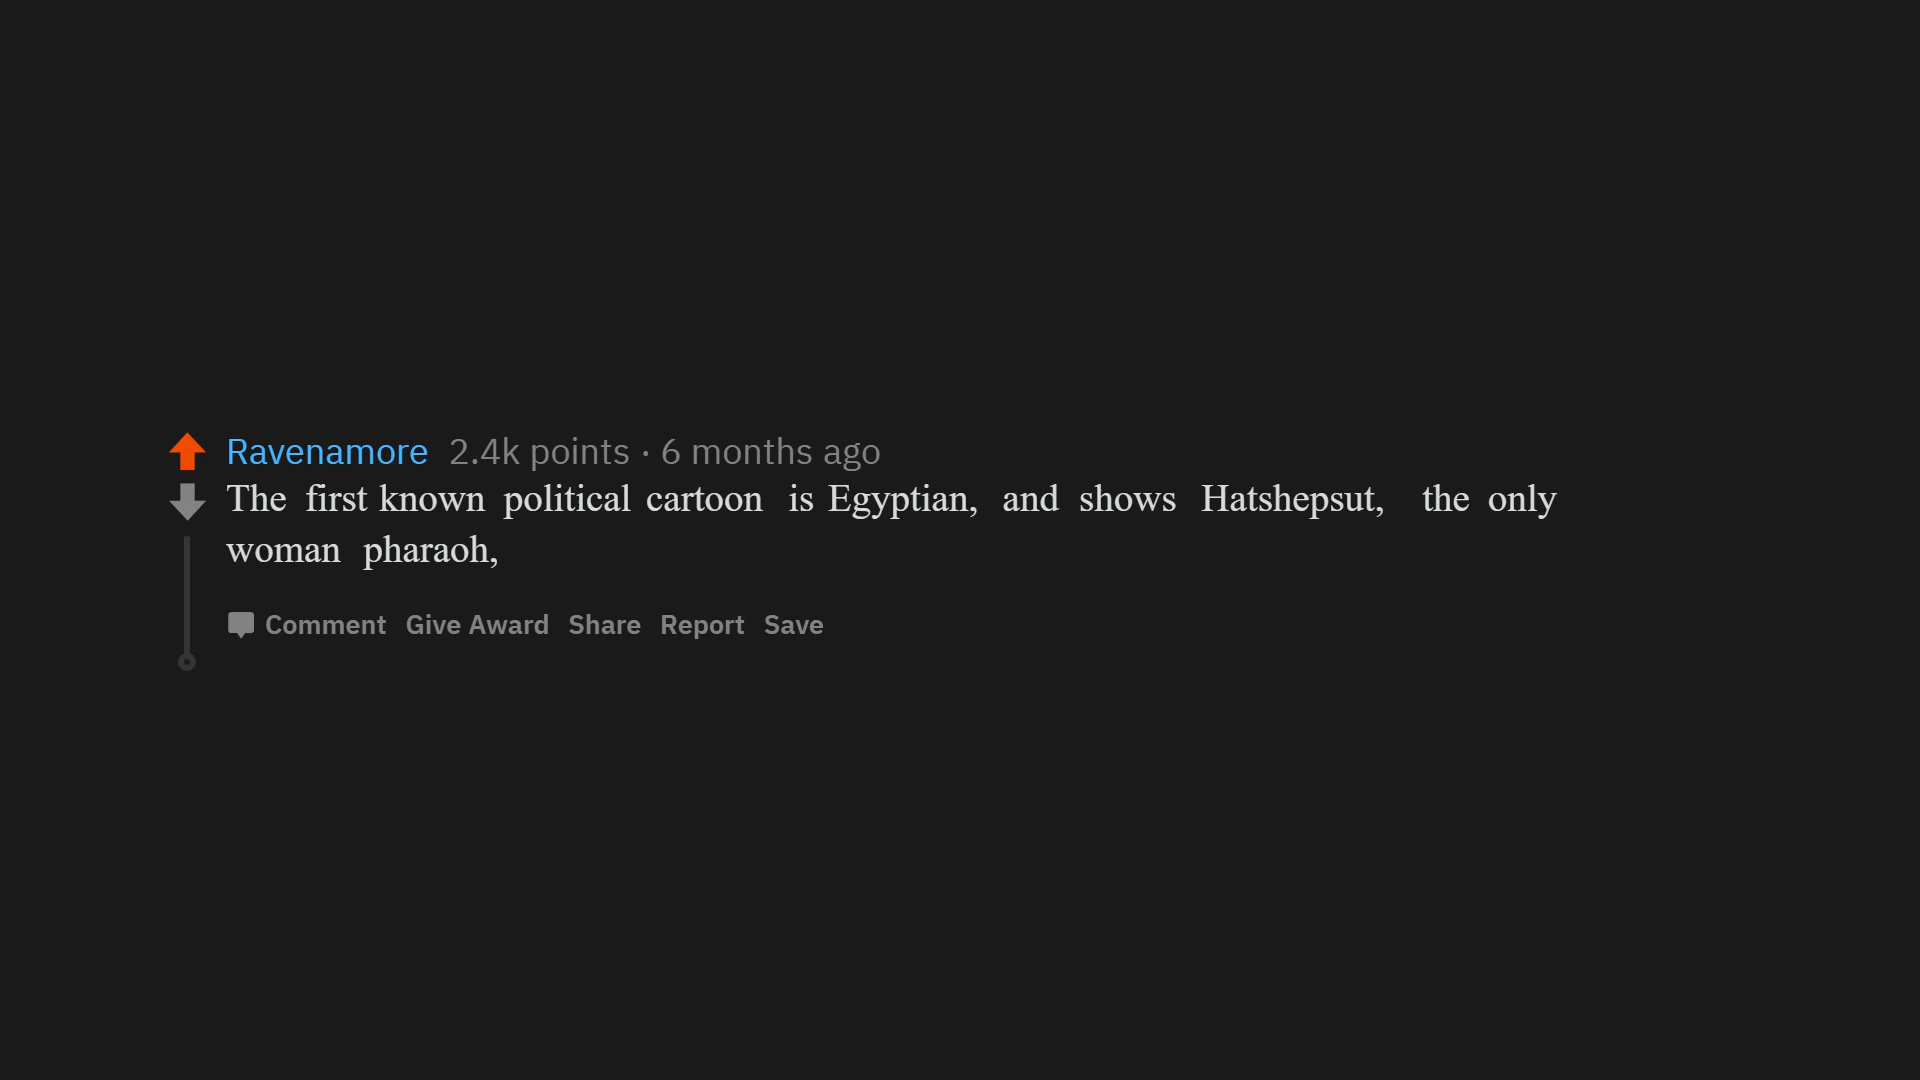 Ravenamore 2.4k points · 6 months ago
The first known political cartoon is Egyptian, and shows Hatshepsut, the only
woman pharaoh,
Comment Give Award Share Report Save